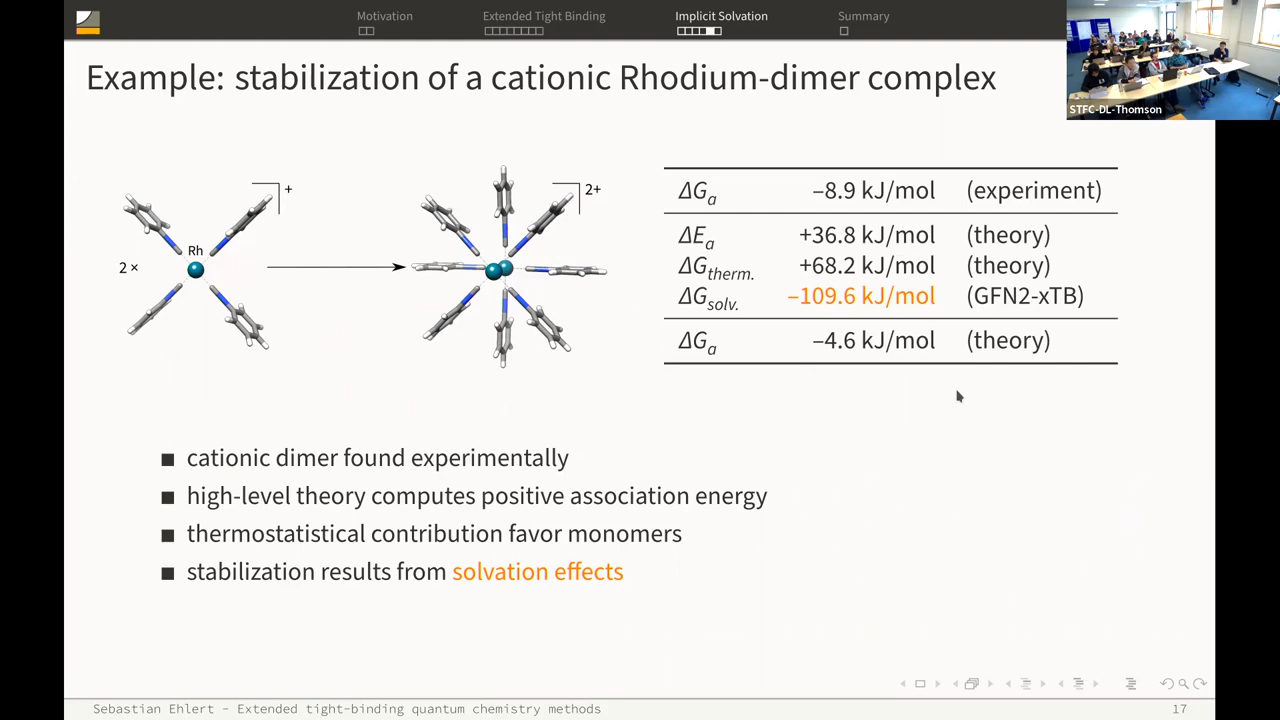 Motivation
Extended Tight Binding
Implicit Solvation
Summary
STFC-DL-Thomson
Example: stabilization of a cationic Rhodium-dimer complex
2 ×
Rh
+
2+
ΔGₐ –8.9 kJ/mol (experiment)
ΔEₐ +36.8 kJ/mol (theory)
ΔG_therm. +68.2 kJ/mol (theory)
ΔG_solv. –109.6 kJ/mol (GFN2-xTB)
ΔGₐ –4.6 kJ/mol (theory)
■ cationic dimer found experimentally
■ high-level theory computes positive association energy
■ thermostatistical contribution favor monomers
■ stabilization results from solvation effects
Sebastian Ehlert – Extended tight-binding quantum chemistry methods
17